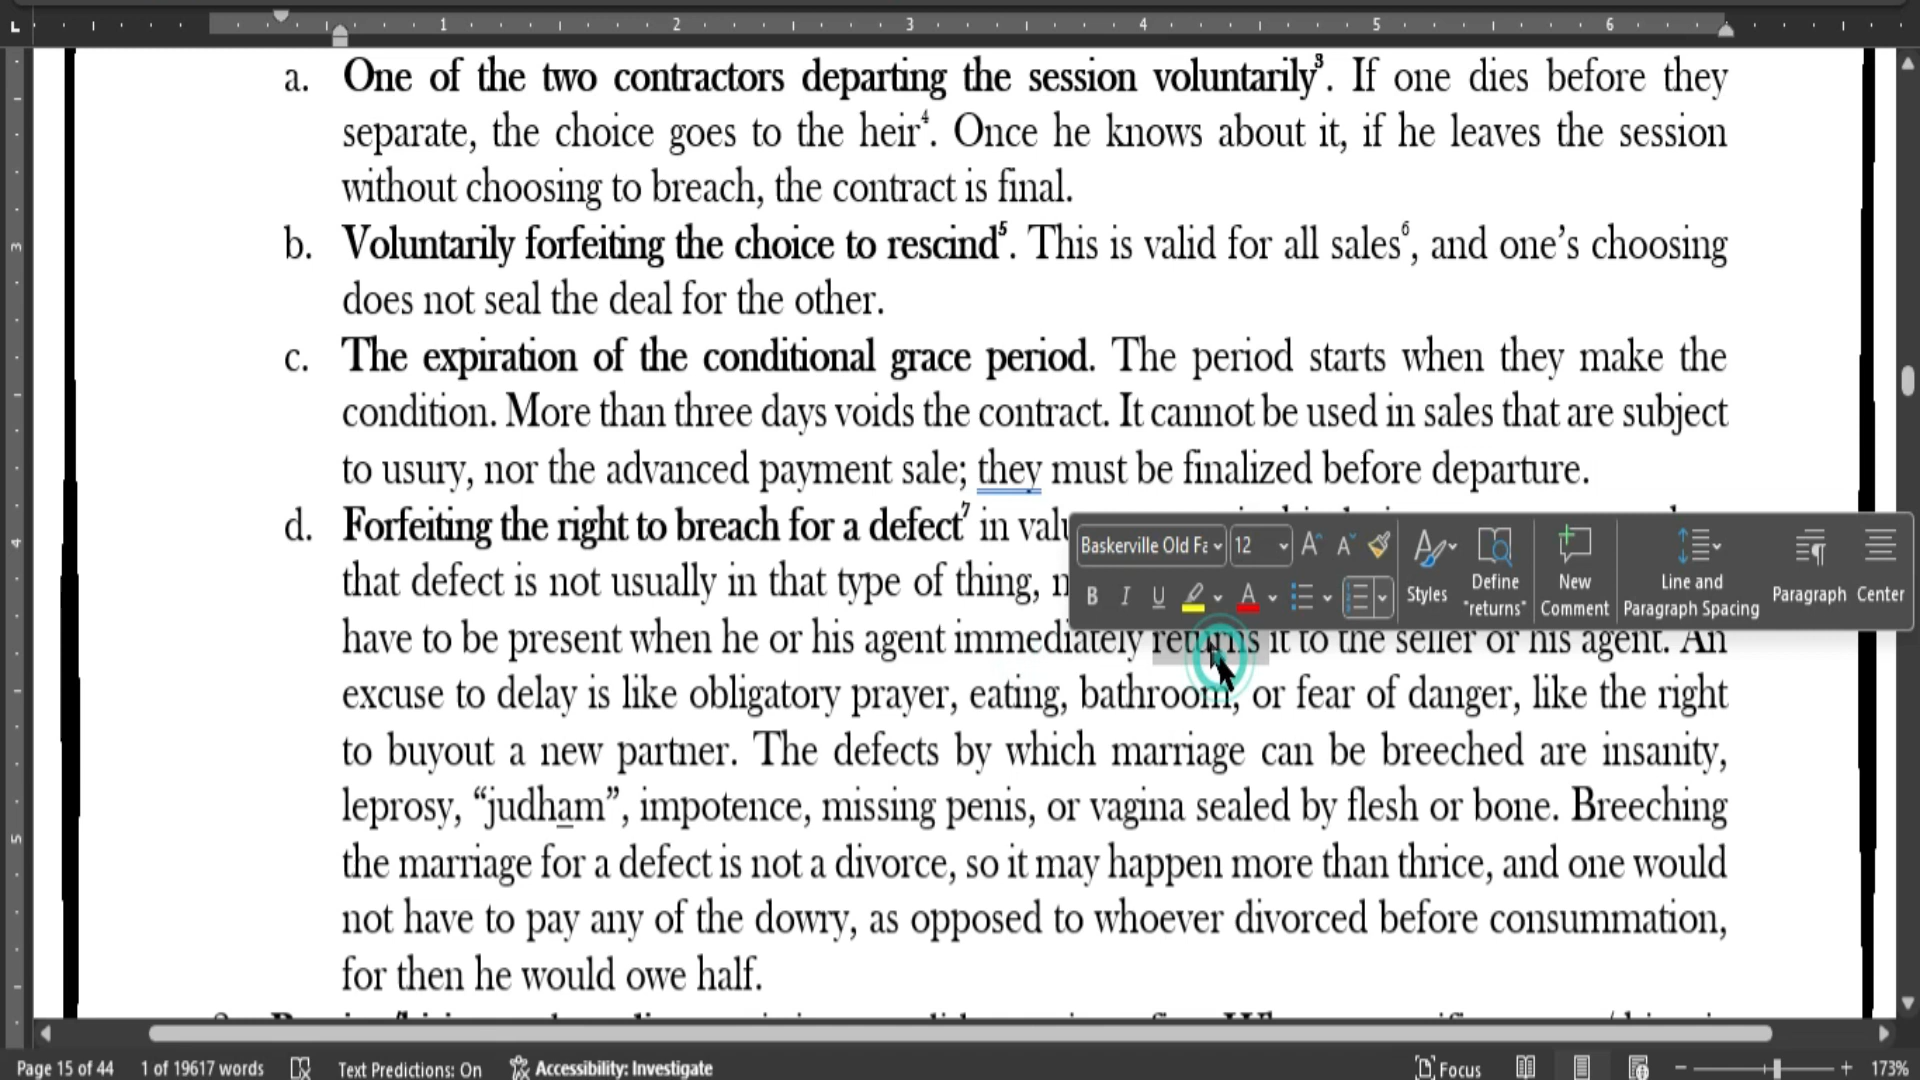 L 1 2 3 4 5 6
a. One of the two contractors departing the session voluntarily³. If one dies before they
separate, the choice goes to the heir⁴. Once he knows about it, if he leaves the session
without choosing to breach, the contract is final.
b. Voluntarily forfeiting the choice to rescind⁵. This is valid for all sales⁶, and one’s choosing
does not seal the deal for the other.
c. The expiration of the conditional grace period. The period starts when they make the
condition. More than three days voids the contract. It cannot be used in sales that are subject
to usury, nor the advanced payment sale; they must be finalized before departure.
d. Forfeiting the right to breach for a defect⁷ in
that defect is not usually in that type of thing,
have to be present when he or his agent immediately returns it to the seller or his agent. An
excuse to delay is like obligatory prayer, eating, bathroom, or fear of danger, like the right
to buyout a new partner. The defects by which marriage can be breeched are insanity,
leprosy, “judham”, impotence, missing penis, or vagina sealed by flesh or bone. Breeching
the marriage for a defect is not a divorce, so it may happen more than thrice, and one would
not have to pay any of the dowry, as opposed to whoever divorced before consummation,
for then he would owe half.
3
4
5
Baskerville Old Fa 12 A A
B I U A Styles Define "returns" New Comment Line and Paragraph Spacing Paragraph Center
Page 15 of 44 1 of 19617 words Text Predictions: On Accessibility: Investigate Focus 173%